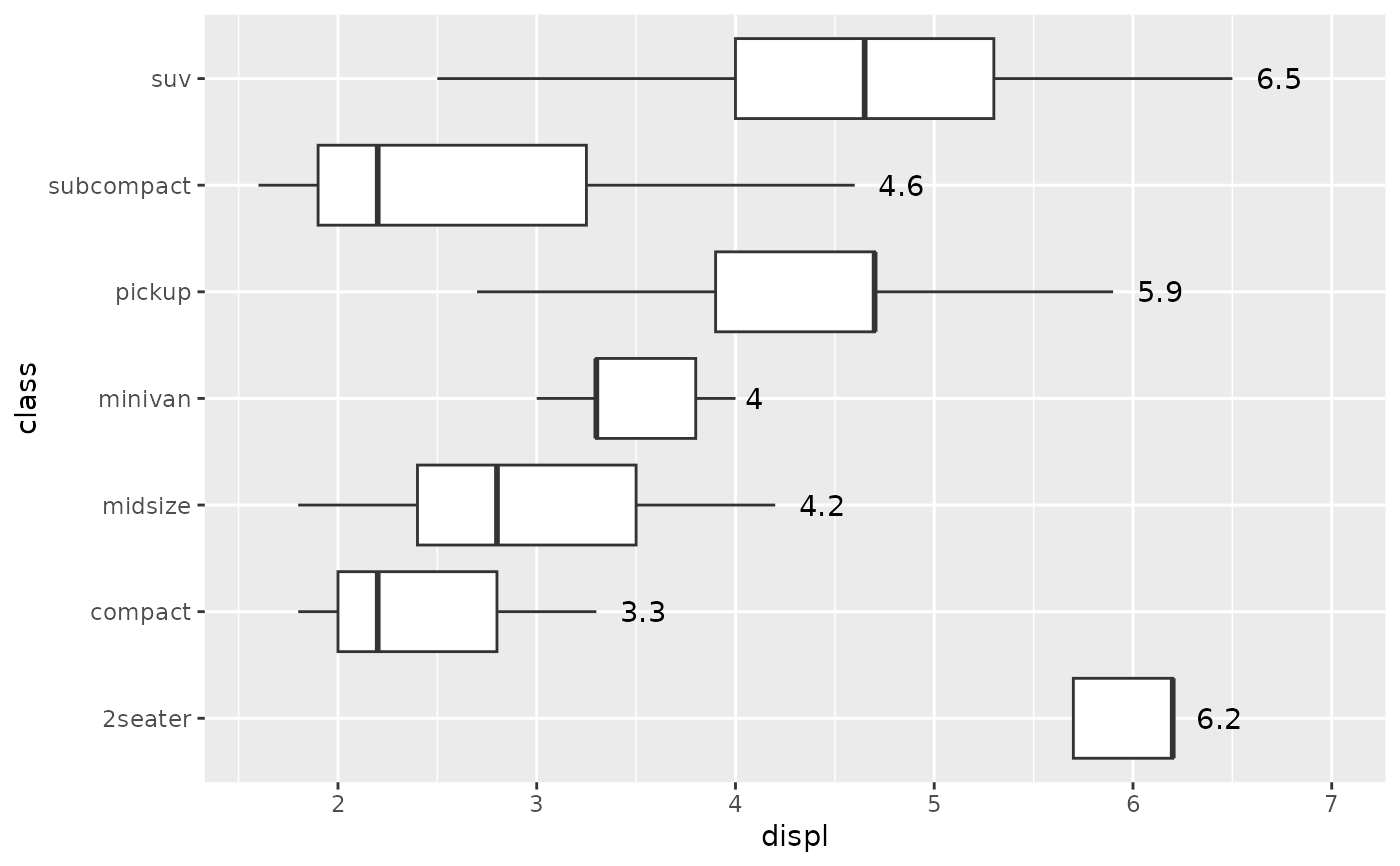 suv
6.5
subcompact
4.6
pickup
5.9
minivan
4
midsize
4.2
compact
3.3
2seater
6.2
class
2 3 4 5 6 7
displ